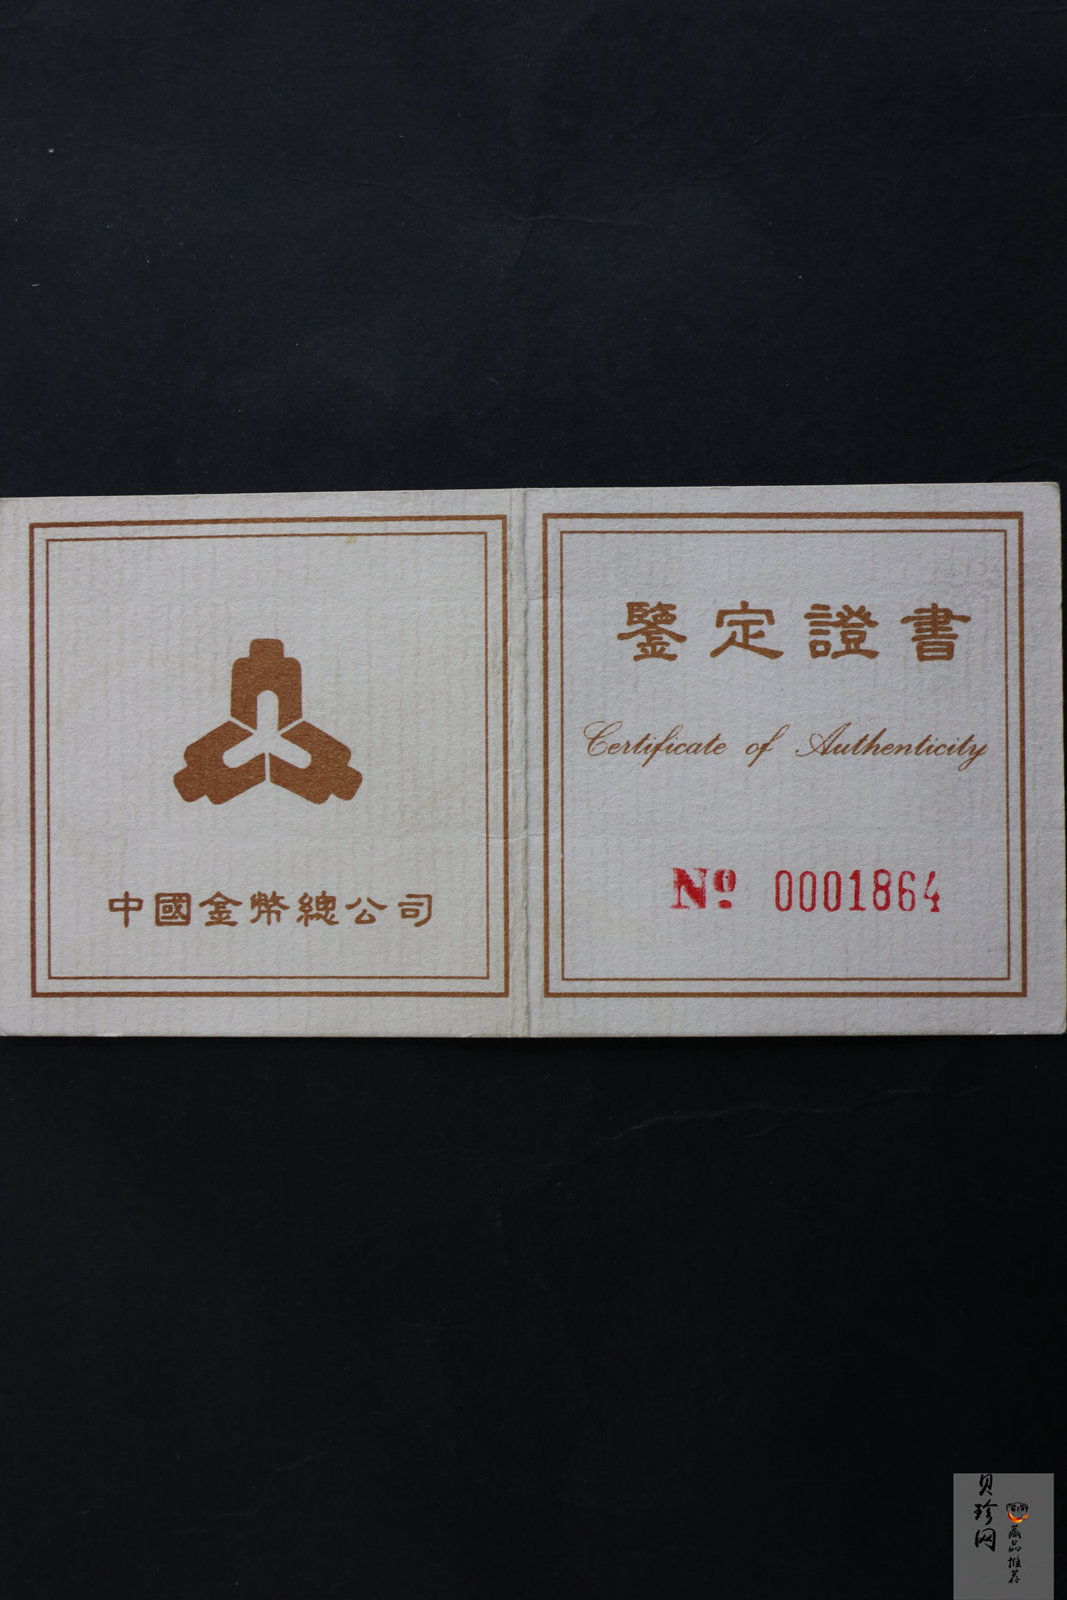 中國金幣總公司
鑒定證書
Certificate of Authenticity
Nº 0001864
贝珍网
藏品推荐